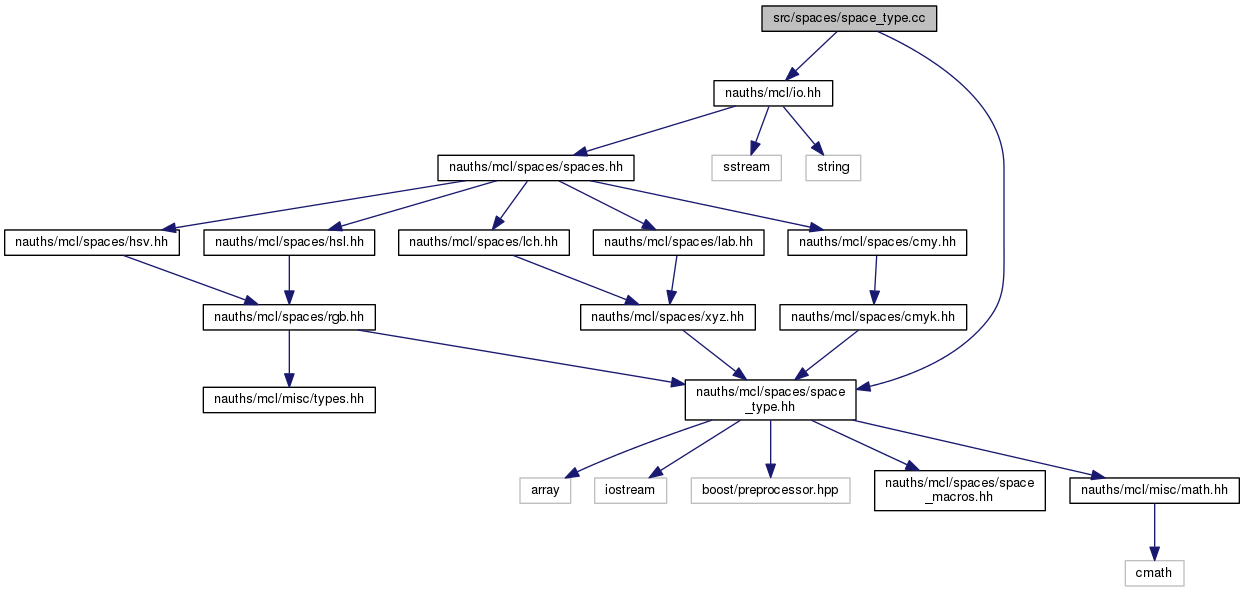 src/spaces/space_type.cc
nauths/mcl/io.hh
nauths/mcl/spaces/spaces.hh
sstream
string
nauths/mcl/spaces/hsv.hh
nauths/mcl/spaces/hsl.hh
nauths/mcl/spaces/lch.hh
nauths/mcl/spaces/lab.hh
nauths/mcl/spaces/cmy.hh
nauths/mcl/spaces/rgb.hh
nauths/mcl/spaces/xyz.hh
nauths/mcl/spaces/cmyk.hh
nauths/mcl/misc/types.hh
nauths/mcl/spaces/space
_type.hh
array
iostream
boost/preprocessor.hpp
nauths/mcl/spaces/space
_macros.hh
nauths/mcl/misc/math.hh
cmath